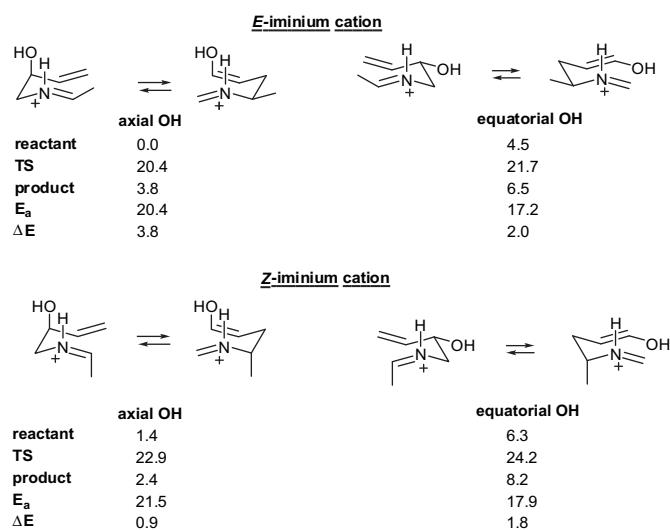 E-iminium cation
HO H N + HO H N + H N + OH H N + OH
axial OH equatorial OH
reactant 0.0 4.5
TS 20.4 21.7
product 3.8 6.5
Ea 20.4 17.2
ΔE 3.8 2.0
Z-iminium cation
HO H N + HO H N + H N + OH H N + OH
axial OH equatorial OH
reactant 1.4 6.3
TS 22.9 24.2
product 2.4 8.2
Ea 21.5 17.9
ΔE 0.9 1.8